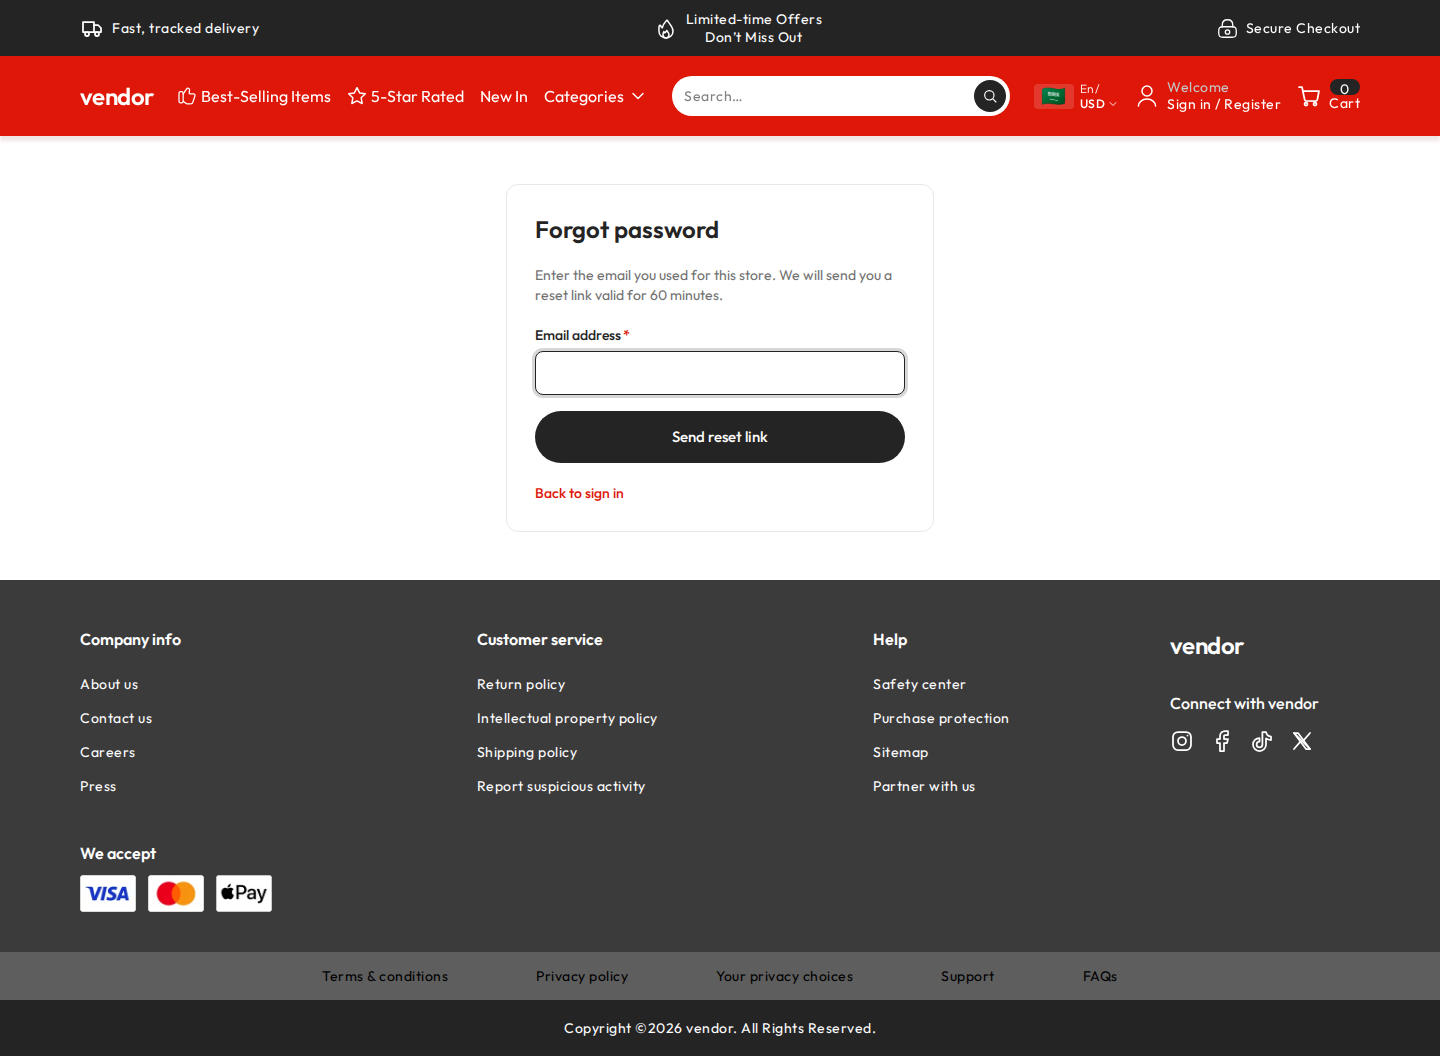 Fast, tracked delivery
Limited-time Offers
Don't Miss Out
Secure Checkout
vendor
Best-Selling Items
5-Star Rated
New In
Categories
Search...
En/
USD
Welcome
Sign in / Register
0
Cart
Forgot password
Enter the email you used for this store. We will send you a
reset link valid for 60 minutes.
Email address *
Send reset link
Back to sign in
Company info
About us
Contact us
Careers
Press
Customer service
Return policy
Intellectual property policy
Shipping policy
Report suspicious activity
Help
Safety center
Purchase protection
Sitemap
Partner with us
vendor
Connect with vendor
We accept
VISA
Pay
Terms & conditions
Privacy policy
Your privacy choices
Support
FAQs
Copyright ©2026 vendor. All Rights Reserved.